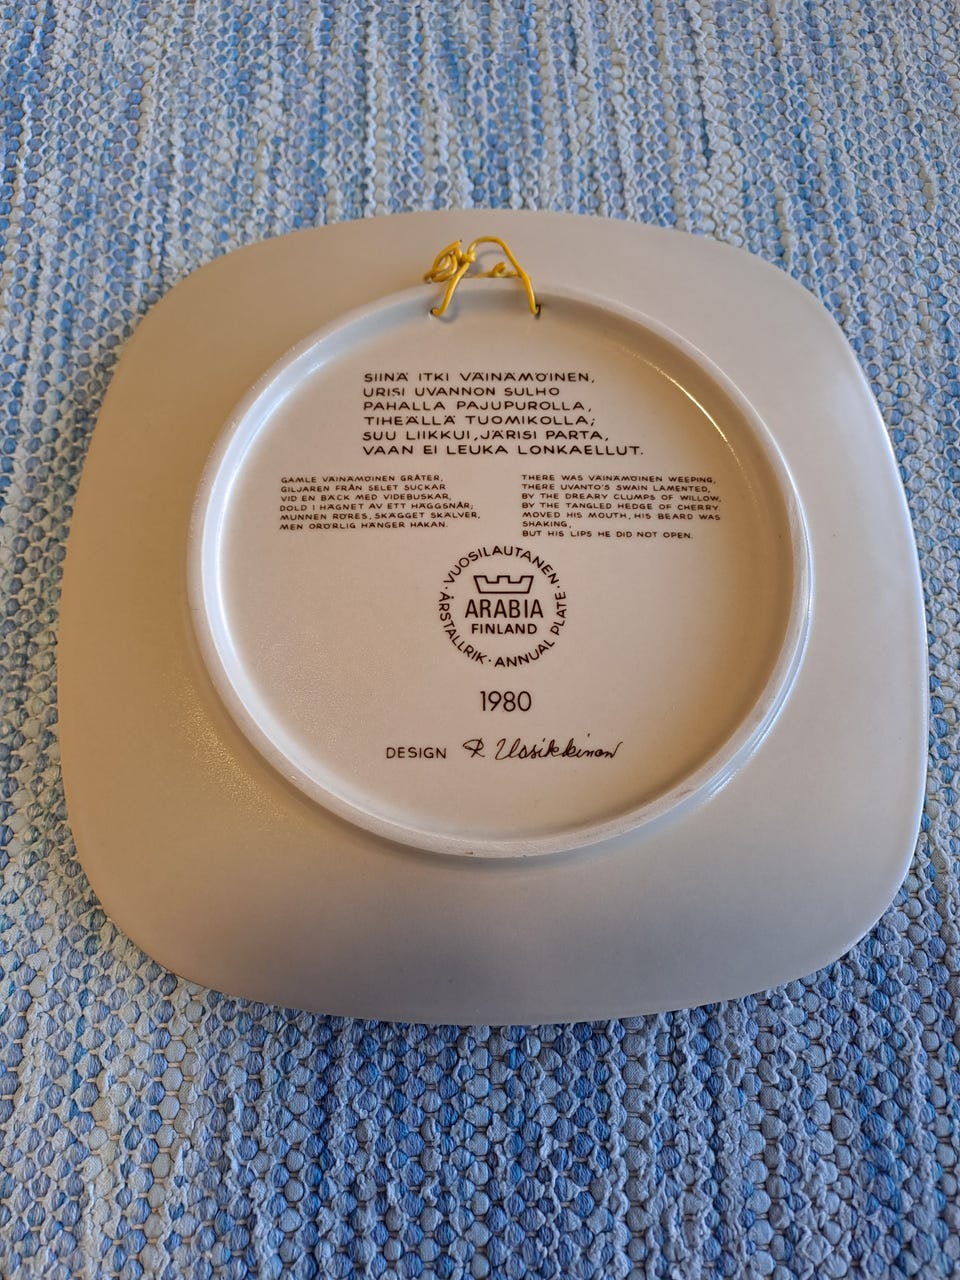 SIINÄ ITKI VÄINÄMÖINEN,
URISI UVANNON SULHO
PAHALLA PAJUPUROLLA,
TIHEÄLLÄ TUOMIKOLLA;
SUU LIIKKUI, JÄRISI PARTA,
VAAN EI LEUKA LONKAELLUT.
GAMLE VÄINÄMÖINEN GRÅTER,
GILJAREN FRÅN SELET SUCKAR
VID EN BÄCK MED VIDEBUSKAR,
DOLD I HÄGNET AV ETT HÄGGSNÅR;
MUNNEN RÖRES, SKÄGGET SKÄLVER,
MEN ORÖRLIG HÄNGER HAKAN.
THERE WAS VÄINÄMÖINEN WEEPING,
THERE UVANTO'S SWAIN LAMENTED,
BY THE DREARY CLUMPS OF WILLOW,
BY THE TANGLED HEDGE OF CHERRY.
MOVED HIS MOUTH, HIS BEARD WAS
SHAKING,
BUT HIS LIPS HE DID NOT OPEN.
· VUOSILAUTANEN ·
ARABIA
FINLAND
ÅRSTALLRIK · ANNUAL PLATE
1980
DESIGN R Uosikkinen